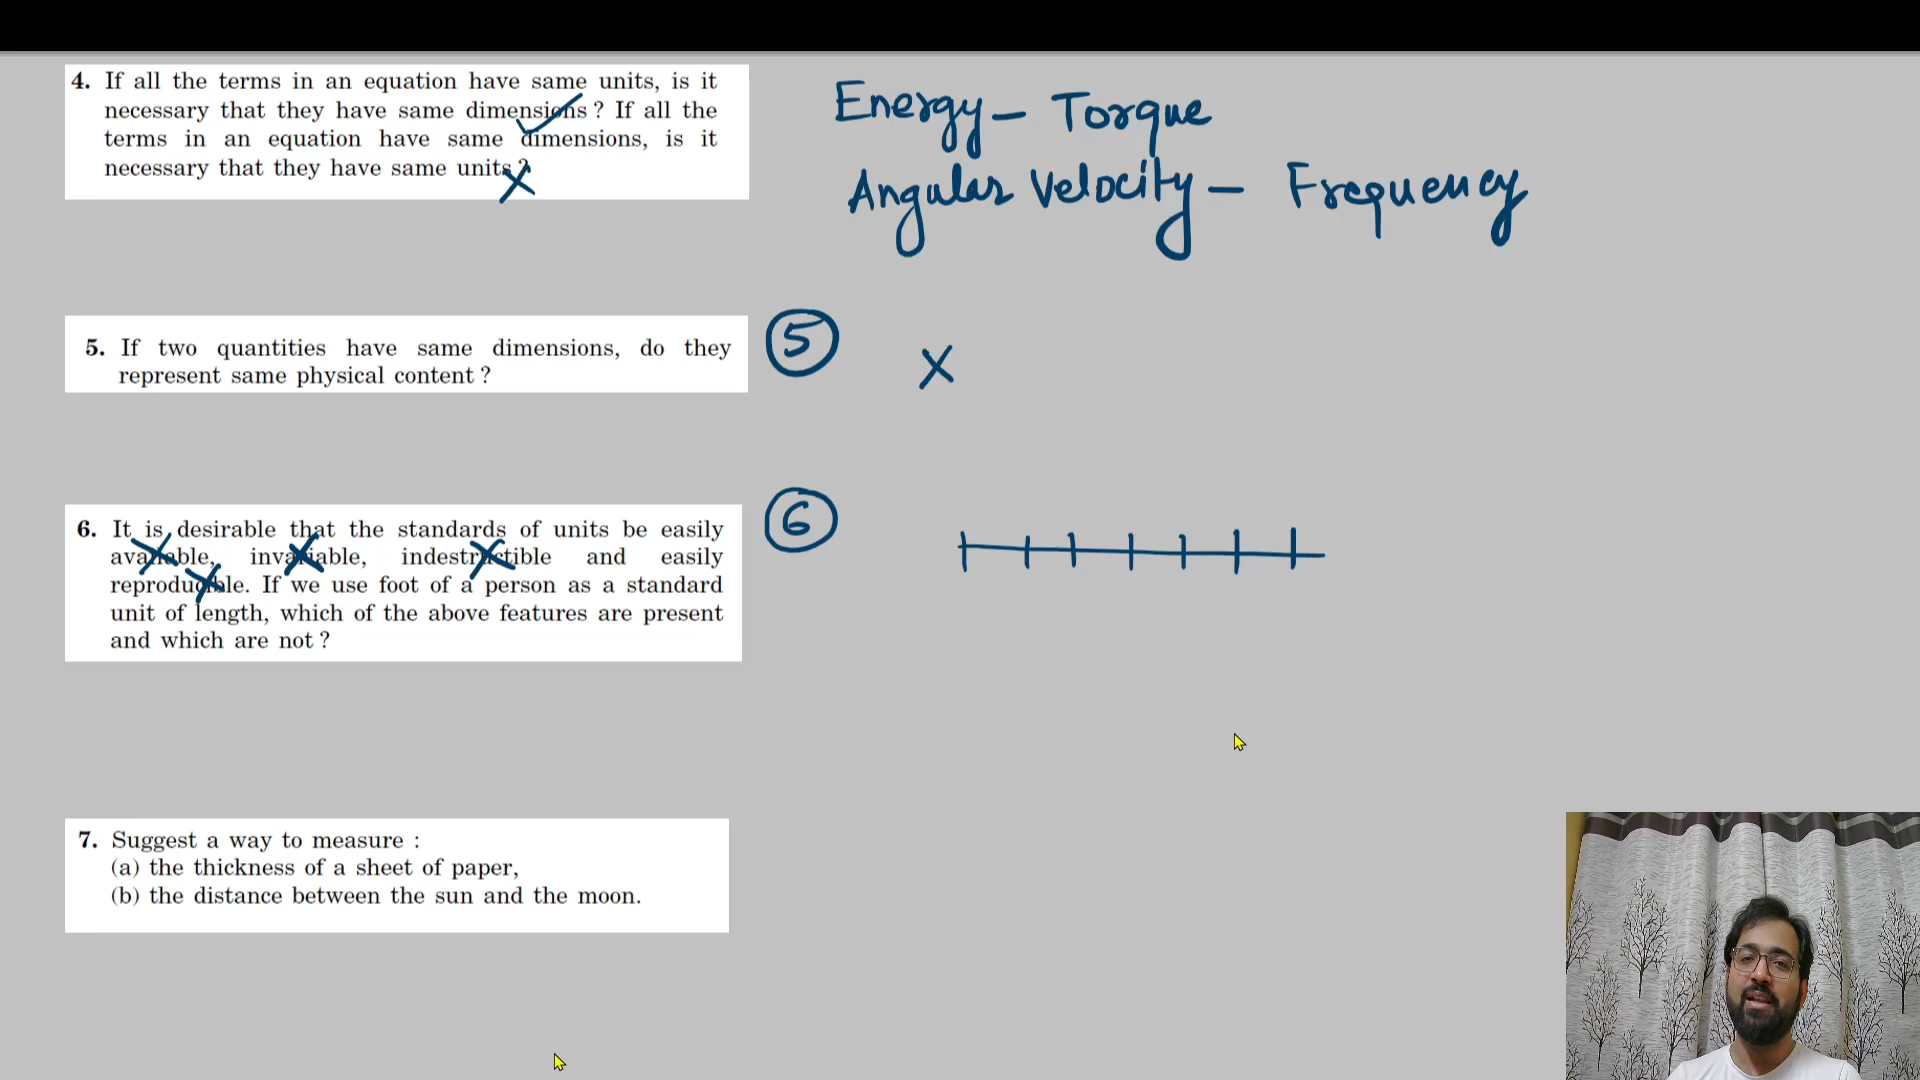 4. If all the terms in an equation have same units, is it
necessary that they have same dimensions ? If all the
terms in an equation have same dimensions, is it
necessary that they have same units ?
Energy – Torque
Angular Velocity – Frequency
5. If two quantities have same dimensions, do they
represent same physical content ?
5 X
6. It is desirable that the standards of units be easily
available, invariable, indestructible and easily
reproducible. If we use foot of a person as a standard
unit of length, which of the above features are present
and which are not ?
6
7. Suggest a way to measure :
(a) the thickness of a sheet of paper,
(b) the distance between the sun and the moon.